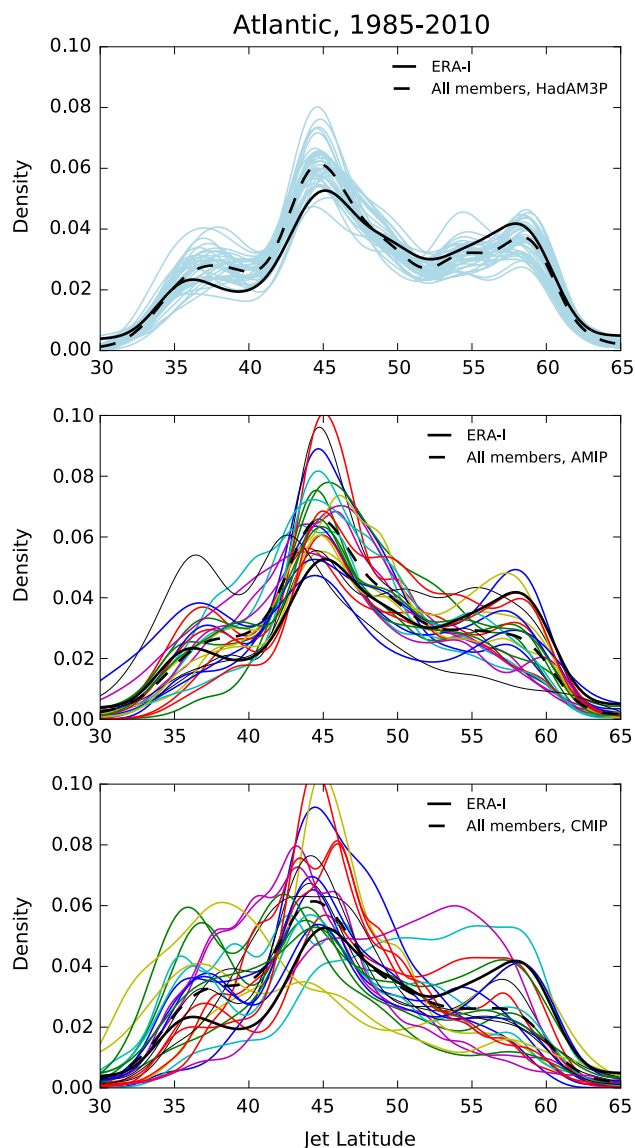 Atlantic, 1985-2010
0.10
0.08
0.06
0.04
0.02
0.00
Density
ERA-I
All members, HadAM3P
30 35 40 45 50 55 60 65
0.10
0.08
0.06
0.04
0.02
0.00
Density
ERA-I
All members, AMIP
30 35 40 45 50 55 60 65
0.10
0.08
0.06
0.04
0.02
0.00
Density
ERA-I
All members, CMIP
30 35 40 45 50 55 60 65
Jet Latitude